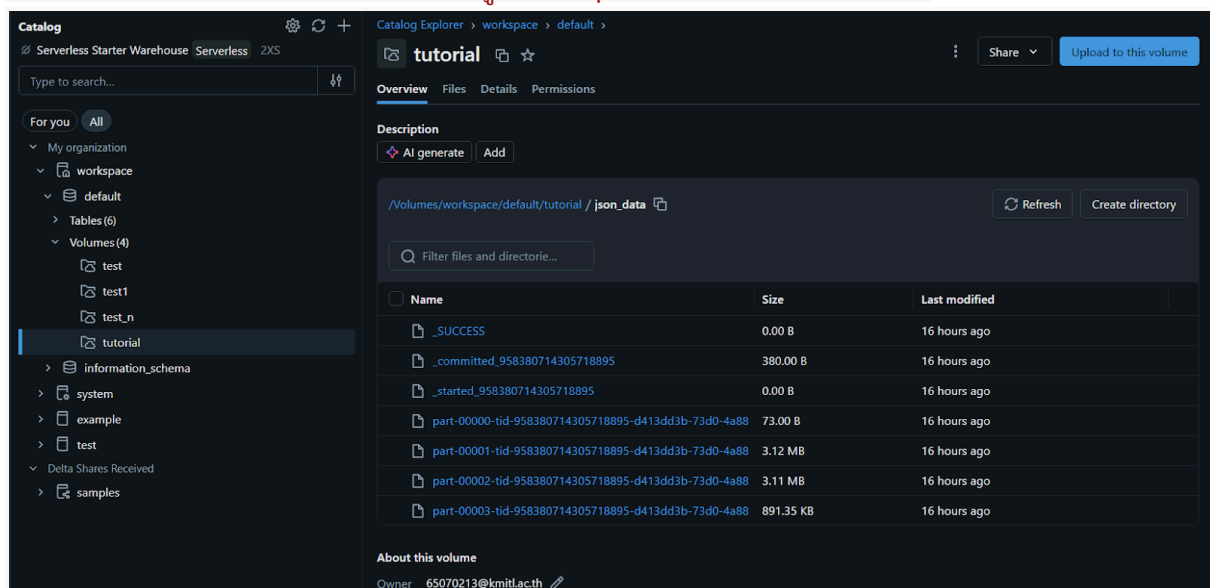 Catalog
Serverless Starter Warehouse Serverless 2XS
Type to search...
For you All
My organization
workspace
default
Tables (6)
Volumes (4)
test
test1
test_n
tutorial
information_schema
system
example
test
Delta Shares Received
samples
Catalog Explorer > workspace > default >
tutorial
Share
Upload to this volume
Overview Files Details Permissions
Description
AI generate Add
/Volumes/workspace/default/tutorial / json_data
Refresh Create directory
Filter files and directorie...
Name Size Last modified
_SUCCESS 0.00 B 16 hours ago
_committed_958380714305718895 380.00 B 16 hours ago
_started_958380714305718895 0.00 B 16 hours ago
part-00000-tid-958380714305718895-d413dd3b-73d0-4a88 73.00 B 16 hours ago
part-00001-tid-958380714305718895-d413dd3b-73d0-4a88 3.12 MB 16 hours ago
part-00002-tid-958380714305718895-d413dd3b-73d0-4a88 3.11 MB 16 hours ago
part-00003-tid-958380714305718895-d413dd3b-73d0-4a88 891.35 KB 16 hours ago
About this volume
Owner 65070213@kmitl.ac.th